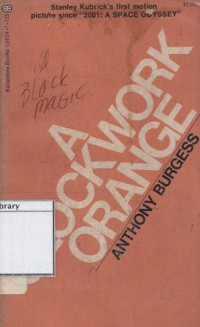 Stanley Kubrick's first motion
picture since "2001: A SPACE ODYSSEY"
Black
MAGIC
A
CLOCKWORK
ORANGE
ANTHONY BURGESS
Library